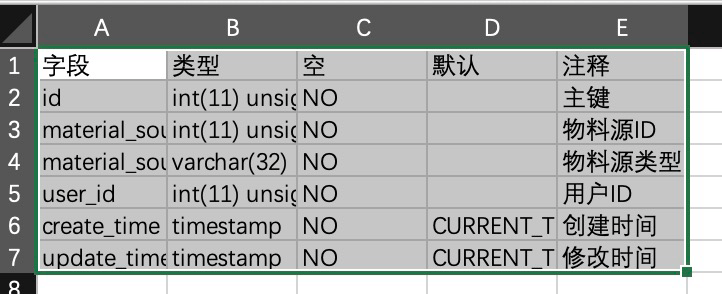 A B C D E
1 字段 类型 空 默认 注释
2 id int(11) unsig NO 主键
3 material_sou int(11) unsig NO 物料源ID
4 material_sou varchar(32) NO 物料源类型
5 user_id int(11) unsig NO 用户ID
6 create_time timestamp NO CURRENT_T 创建时间
7 update_time timestamp NO CURRENT_T 修改时间
8